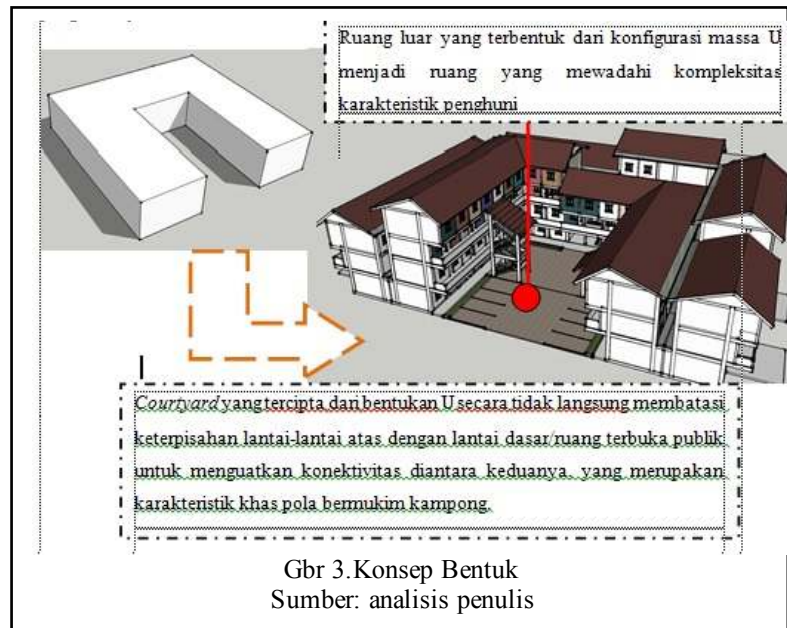 Ruang luar yang terbentuk dari konfigurasi massa U
menjadi ruang yang mewadahi kompleksitas
karakteristik penghuni
Courtyard yang tercipta dari bentukan U secara tidak langsung membatasi
keterpisahan lantai-lantai atas dengan lantai dasar/ruang terbuka publik
untuk menguatkan konektivitas diantara keduanya, yang merupakan
karakteristik khas pola bermukim kampong.
Gbr 3.Konsep Bentuk
Sumber: analisis penulis